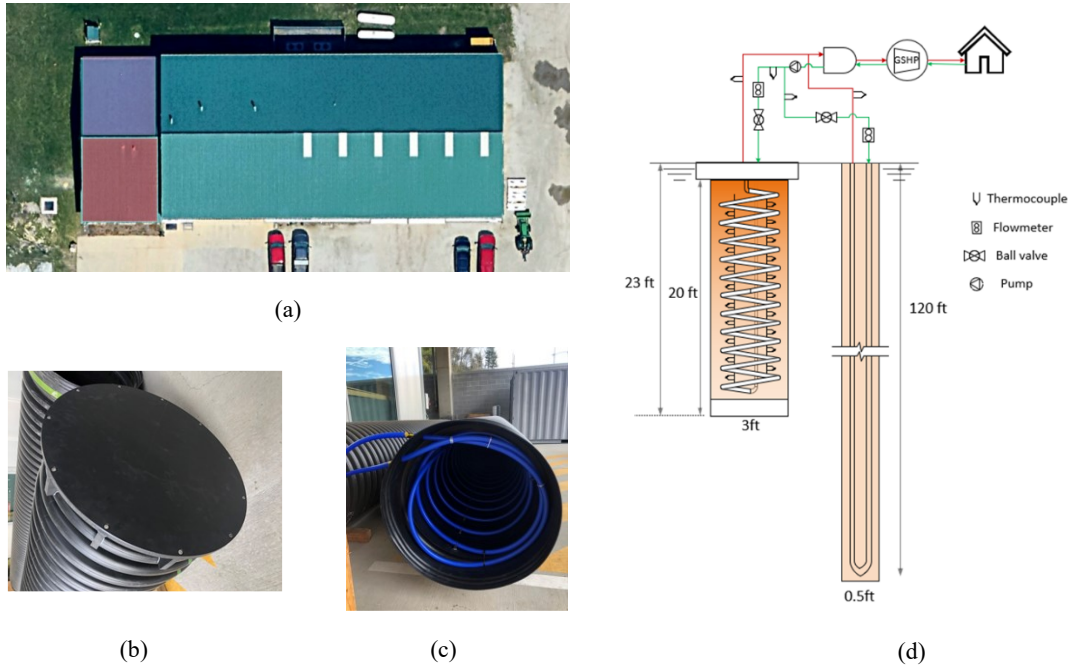 (a)
(b)
(c)
GSHP
Thermocouple
Flowmeter
Ball valve
Pump
23 ft
20 ft
120 ft
3ft
0.5ft
(d)